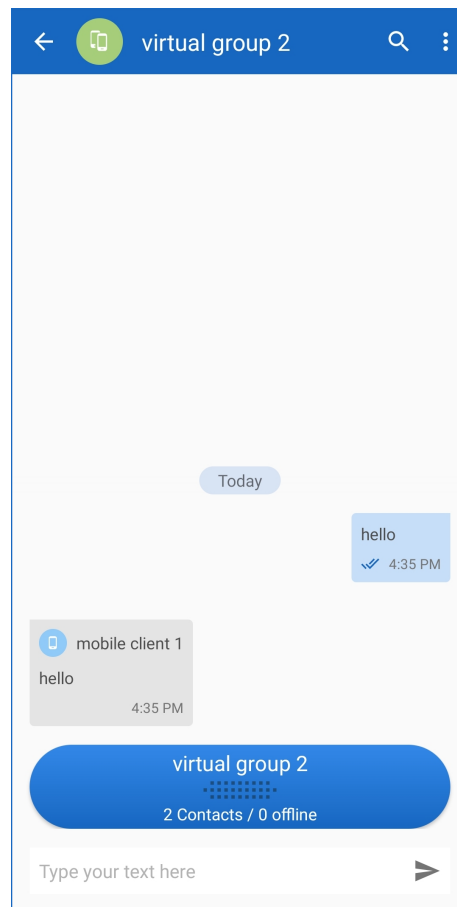 virtual group 2
Today
hello
4:35 PM
mobile client 1
hello
4:35 PM
virtual group 2
2 Contacts / 0 offline
Type your text here